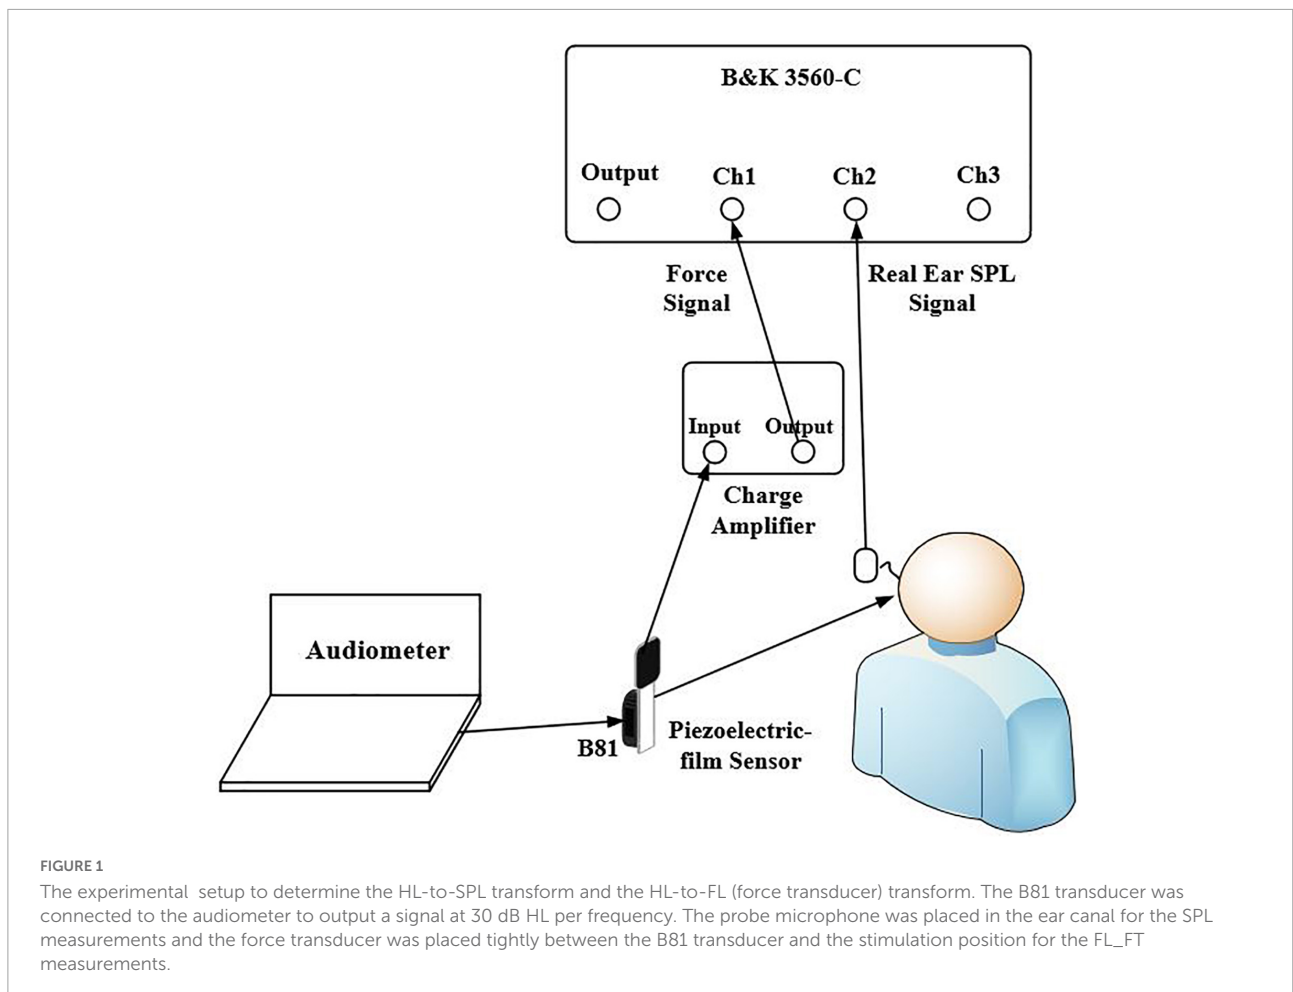 B&K 3560-C
Output
Ch1
Ch2
Ch3
Force
Signal
Real Ear SPL
Signal
Input
Output
Charge
Amplifier
Audiometer
B81
Piezoelectric-
film Sensor
FIGURE 1
The experimental setup to determine the HL-to-SPL transform and the HL-to-FL (force transducer) transform. The B81 transducer was
connected to the audiometer to output a signal at 30 dB HL per frequency. The probe microphone was placed in the ear canal for the SPL
measurements and the force transducer was placed tightly between the B81 transducer and the stimulation position for the FL_FT
measurements.